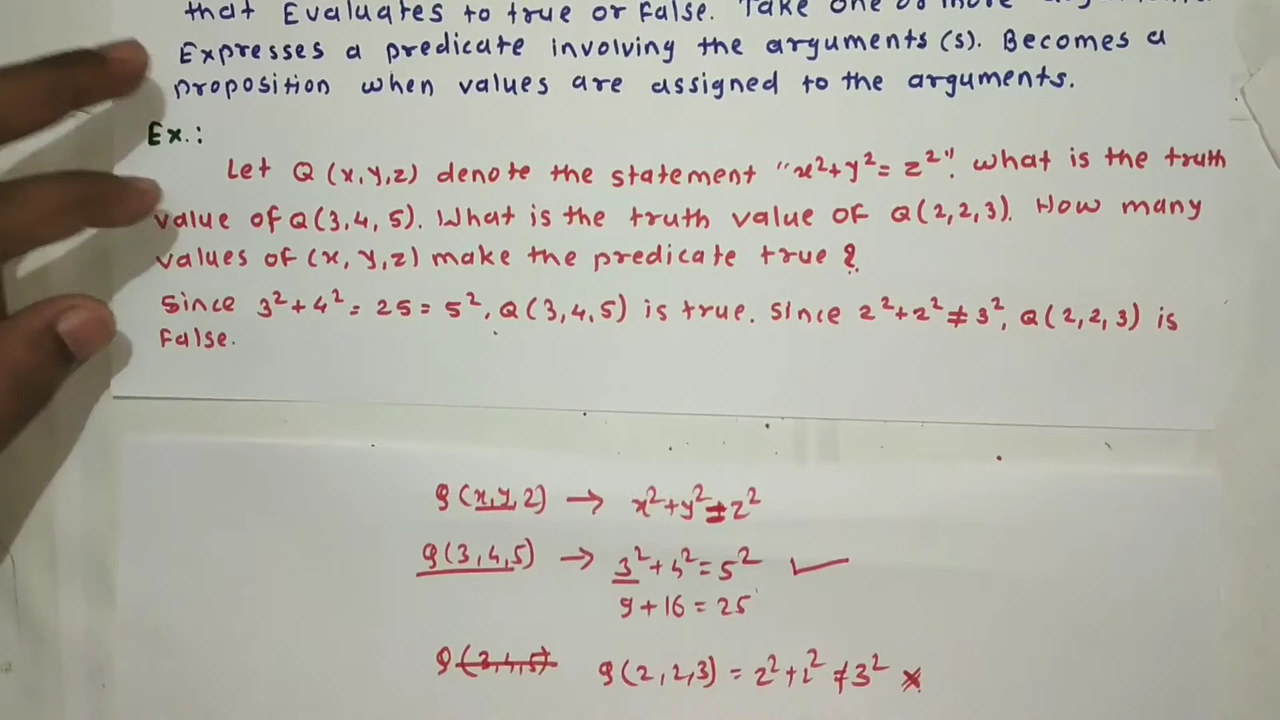 that Evaluates to true or False. Take one
Expresses a predicate involving the arguments (s). Becomes a
proposition when values are assigned to the arguments.
Ex.:
Let Q (x,y,z) denote the statement "x²+y²= z²". what is the truth
value of Q(3,4,5). What is the truth value of Q(2,2,3). How many
values of (x, y,z) make the predicate true ?
Since 3²+4² = 25 = 5², Q(3,4,5) is true. Since 2²+2² ≠ 3², Q(2,2,3) is
False.
Q (x,y,z) → x²+y²=z²
Q(3,4,5) → 3²+4²=5² ✓
9+16=25
Q(3,4,5) Q(2,2,3) = 2²+2² ≠3² ×